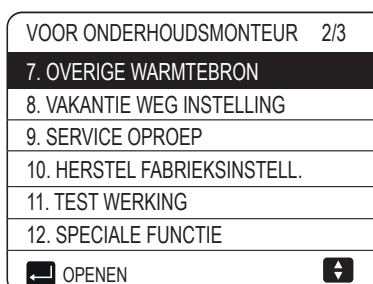 VOOR ONDERHOUDSMONTEUR 2/3
7. OVERIGE WARMTEBRON
8. VAKANTIE WEG INSTELLING
9. SERVICE OPROEP
10. HERSTEL FABRIEKSINSTELL.
11. TEST WERKING
12. SPECIALE FUNCTIE
OPENEN